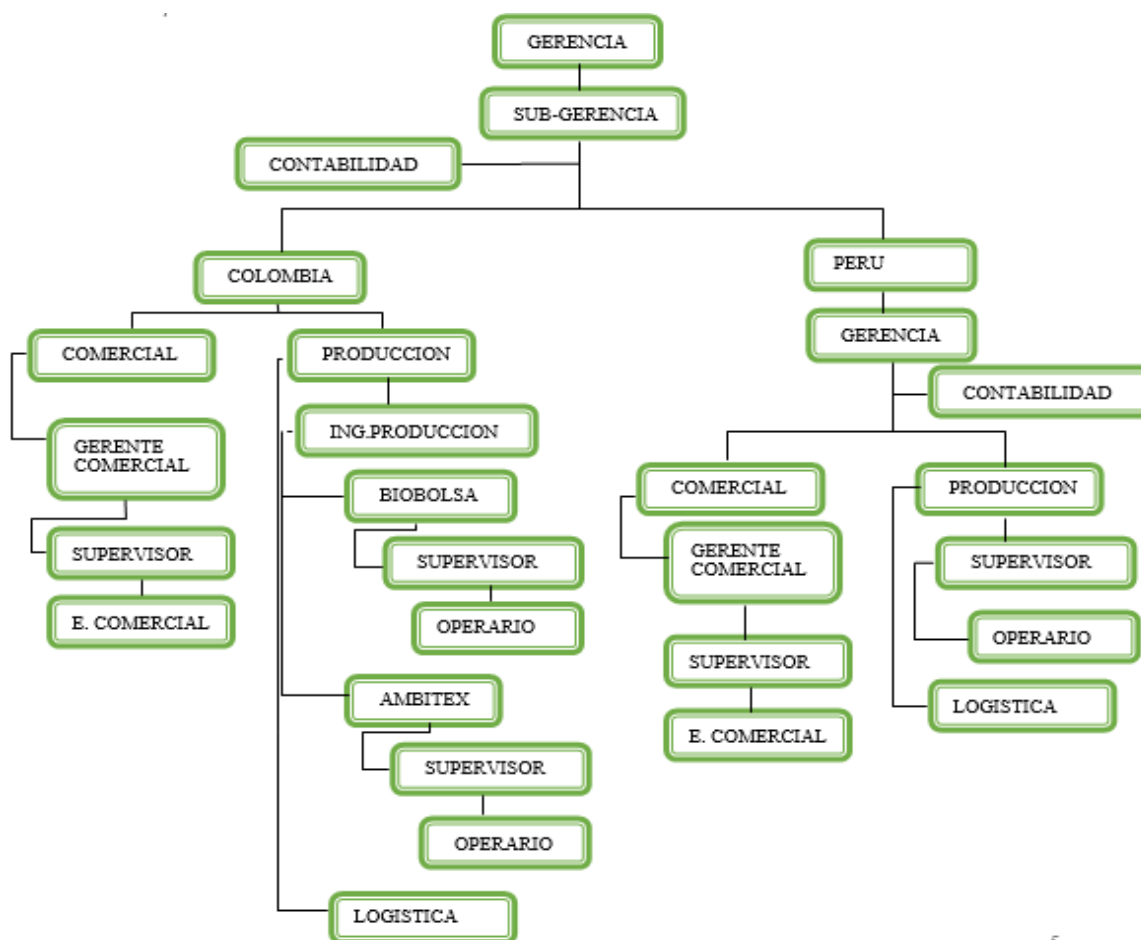 GERENCIA
SUB-GERENCIA
CONTABILIDAD
COLOMBIA
COMERCIAL
GERENTE
COMERCIAL
SUPERVISOR
E. COMERCIAL
PRODUCCION
ING.PRODUCCION
BIOBOLSA
SUPERVISOR
OPERARIO
AMBITEX
SUPERVISOR
OPERARIO
LOGISTICA
PERU
GERENCIA
CONTABILIDAD
COMERCIAL
GERENTE
COMERCIAL
SUPERVISOR
E. COMERCIAL
PRODUCCION
SUPERVISOR
OPERARIO
LOGISTICA